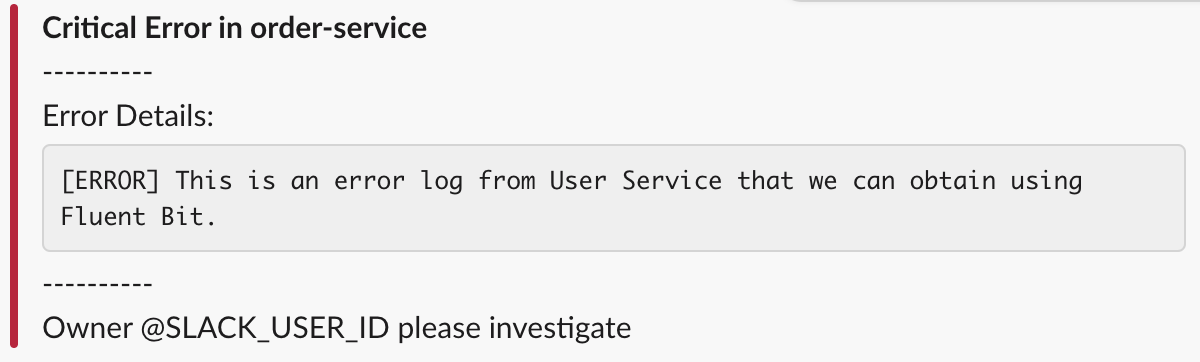 Critical Error in order-service
----------
Error Details:
[ERROR] This is an error log from User Service that we can obtain using
Fluent Bit.
----------
Owner @SLACK_USER_ID please investigate